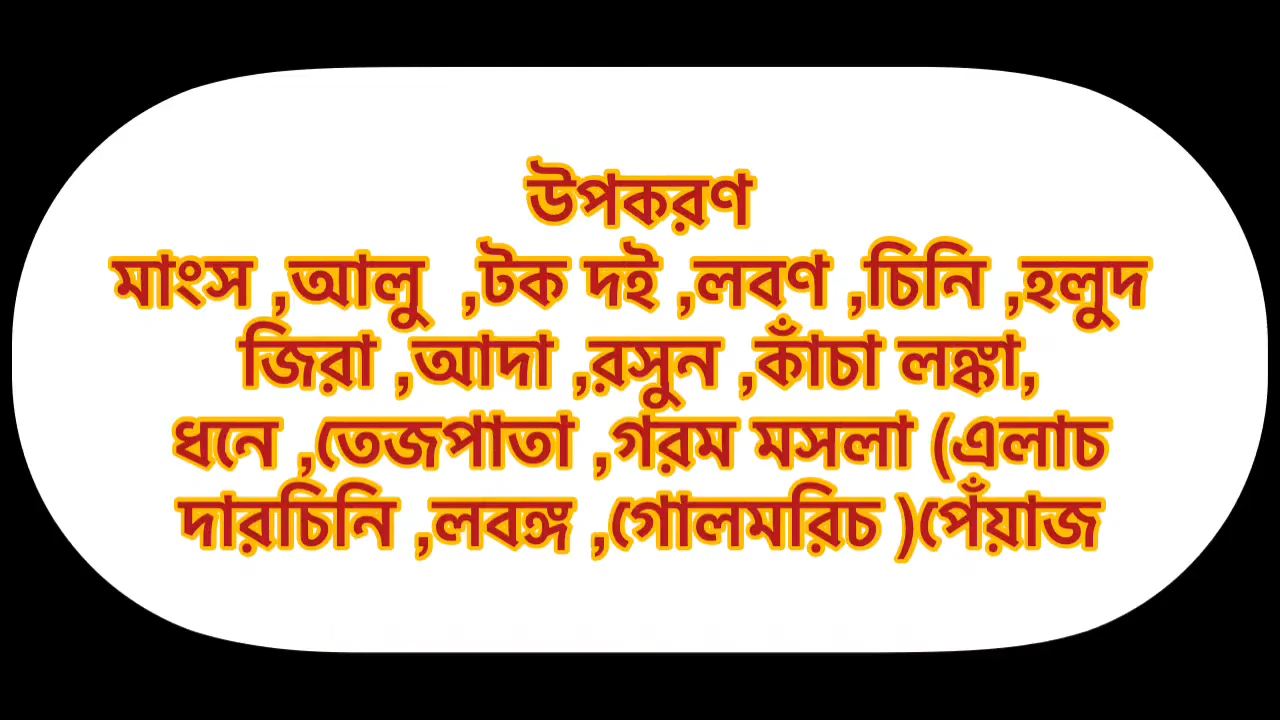 উপকরণ
মাংস ,আলু ,টক দই ,লবণ ,চিনি ,হলুদ
জিরা ,আদা ,রসুন ,কাঁচা লঙ্কা,
ধনে ,তেজপাতা ,গরম মসলা (এলাচ
দারচিনি ,লবঙ্গ ,গোলমরিচ )পেঁয়াজ